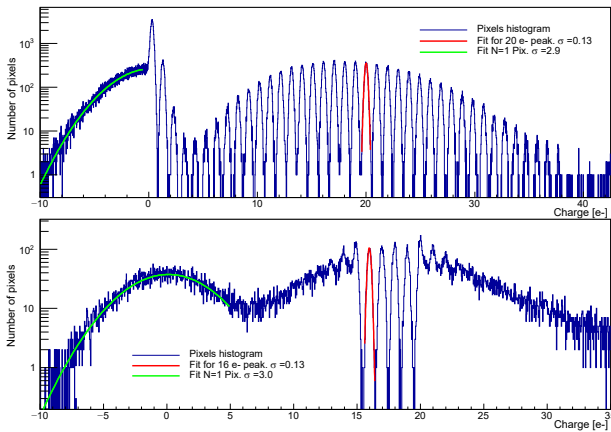 Number of pixels
10³
10²
10
1
Pixels histogram
Fit for 20 e- peak. σ =0.13
Fit N=1 Pix. σ =2.9
−10 0 10 20 30 40
Charge [e-]
Number of pixels
10²
10
1
Pixels histogram
Fit for 16 e- peak. σ =0.13
Fit N=1 Pix. σ =3.0
−10 −5 0 5 10 15 20 25 30
Charge [e-]